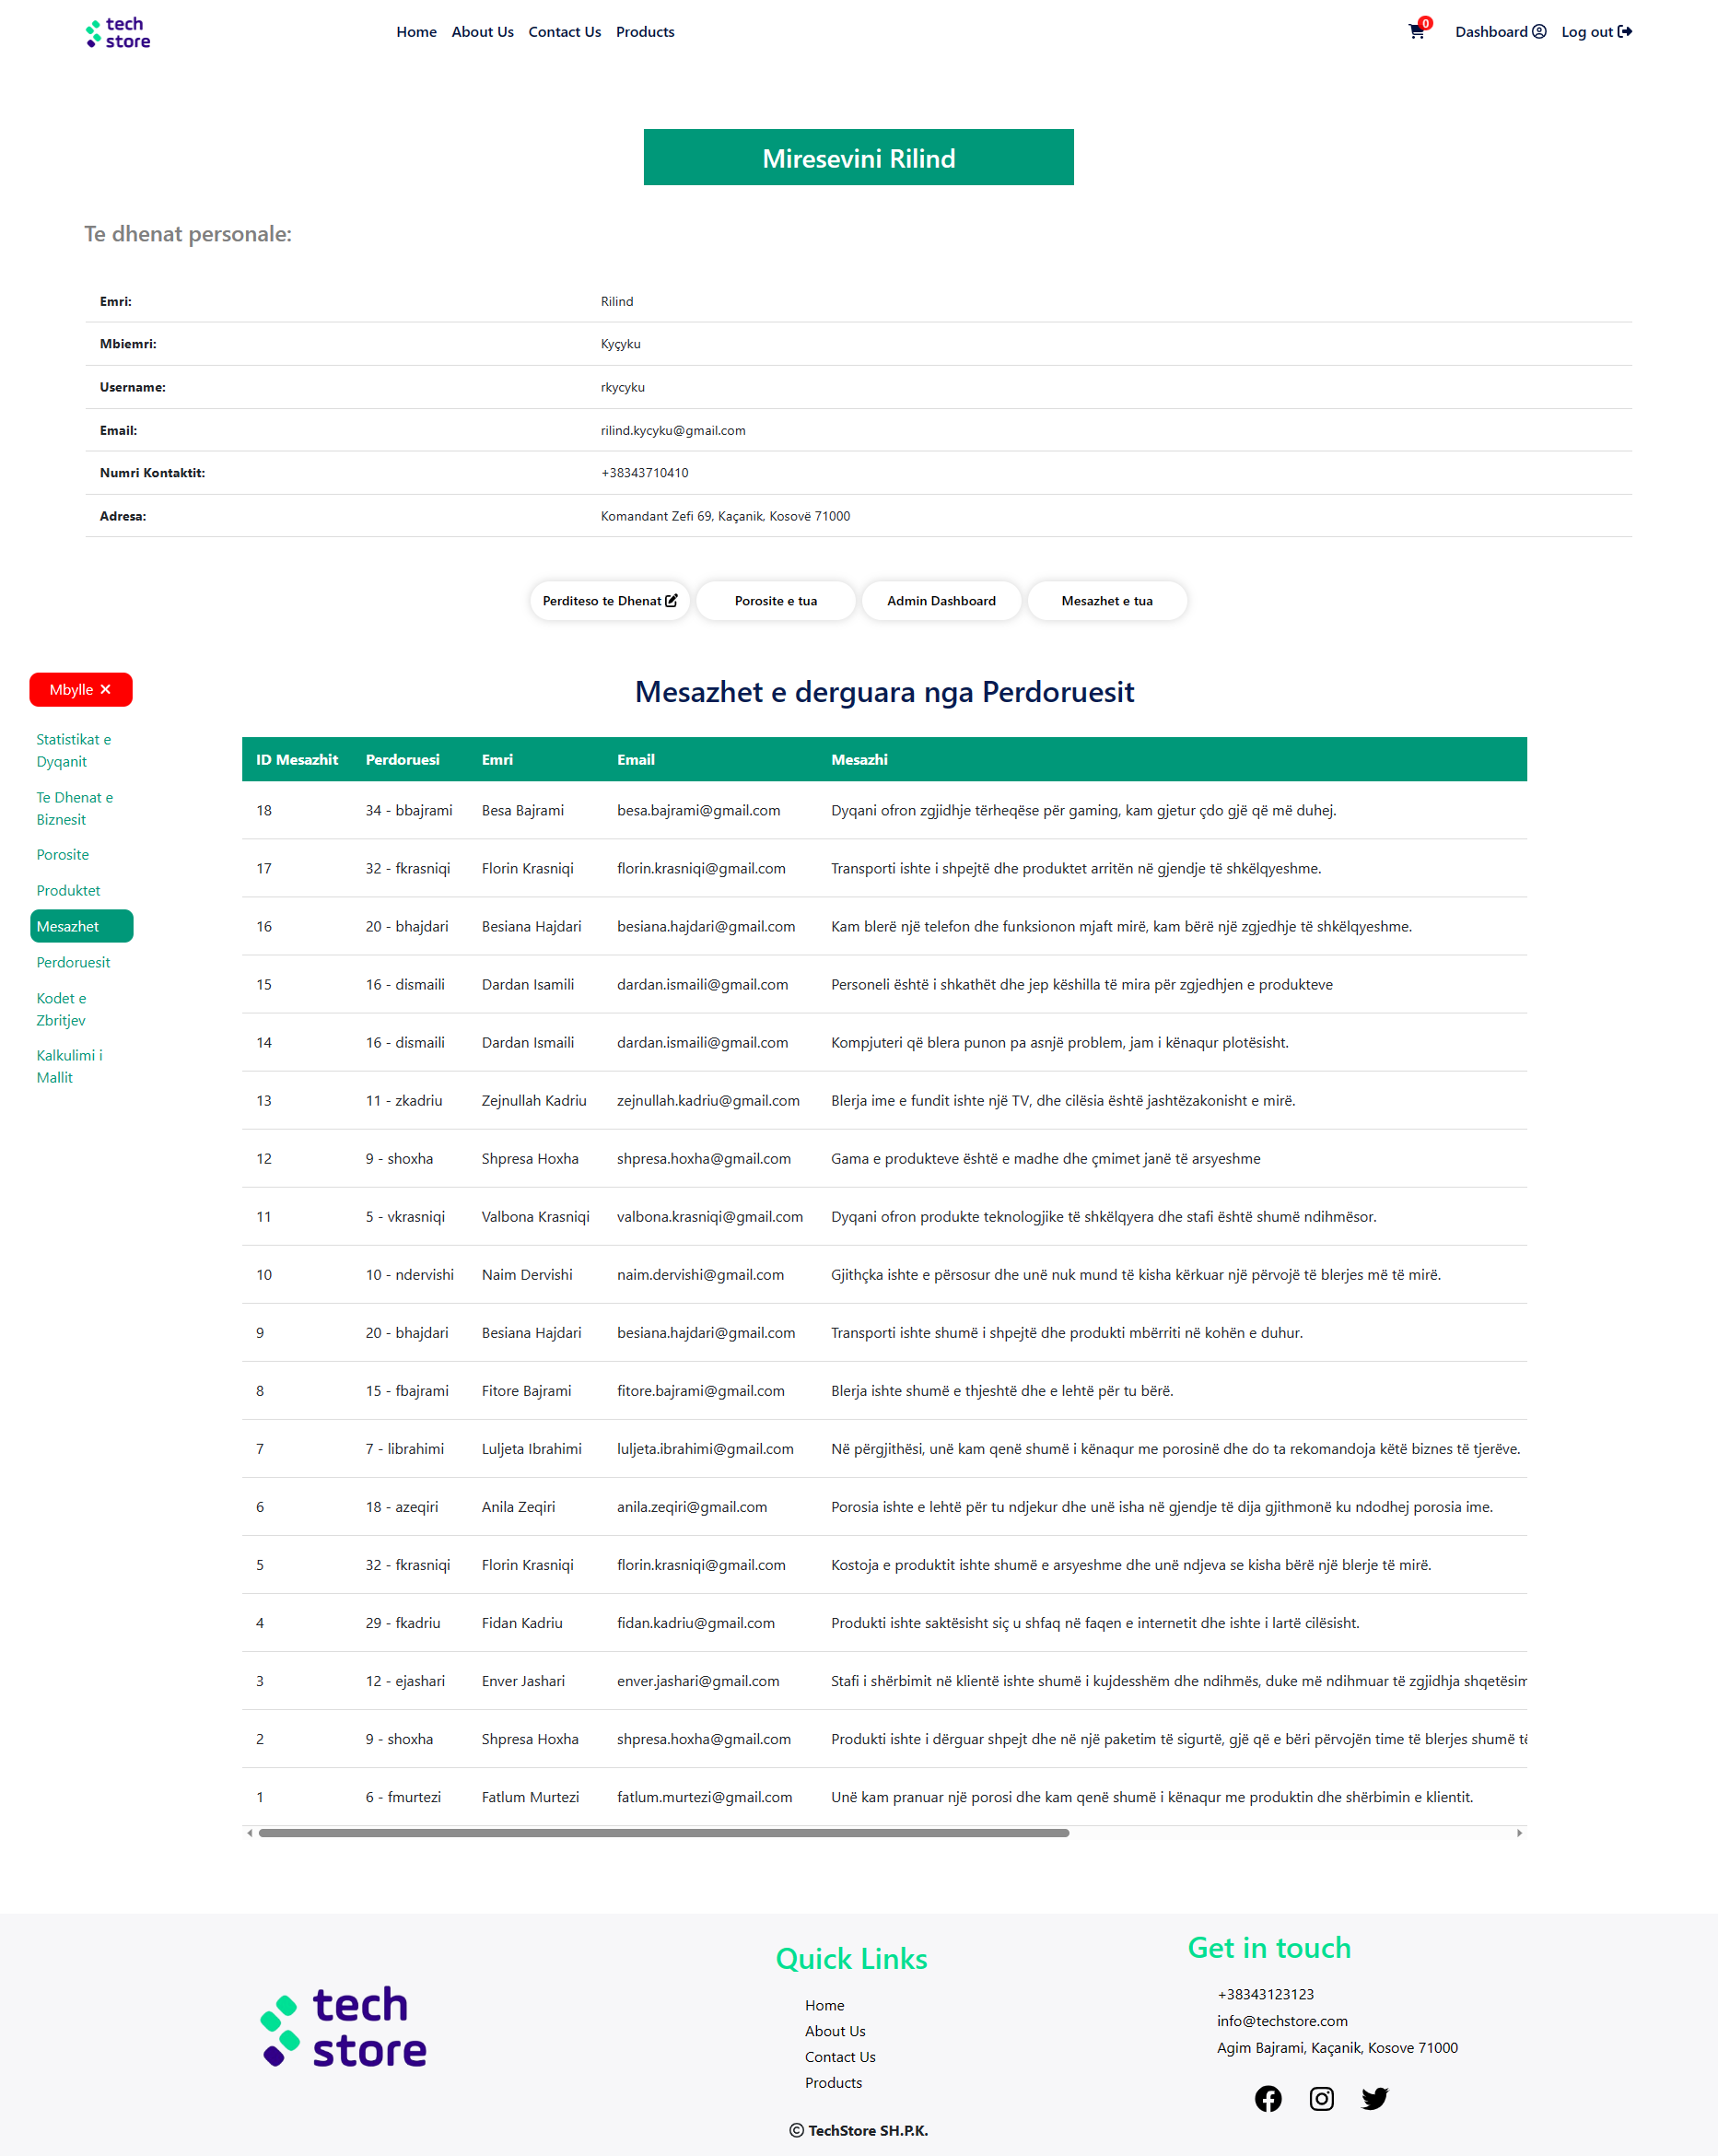 tech
store
Home About Us Contact Us Products
0 Dashboard Log out
Miresevini Rilind
Te dhenat personale:
Emri: Rilind
Mbiemri: Kyçyku
Username: rkycyku
Email: rilind.kycyku@gmail.com
Numri Kontaktit: +38343710410
Adresa: Komandant Zefi 69, Kaçanik, Kosovë 71000
Perditeso te Dhenat Porosite e tua Admin Dashboard Mesazhet e tua
Mbylle
Statistikat e
Dyqanit
Te Dhenat e
Biznesit
Porosite
Produktet
Mesazhet
Perdoruesit
Kodet e
Zbritjev
Kalkulimi i
Mallit
Mesazhet e derguara nga Perdoruesit
ID Mesazhit Perdoruesi Emri Email Mesazhi
18 34 - bbajrami Besa Bajrami besa.bajrami@gmail.com Dyqani ofron zgjidhje tërheqëse për gaming, kam gjetur çdo gjë që më duhej.
17 32 - fkrasniqi Florin Krasniqi florin.krasniqi@gmail.com Transporti ishte i shpejtë dhe produktet arritën në gjendje të shkëlqyeshme.
16 20 - bhajdari Besiana Hajdari besiana.hajdari@gmail.com Kam blerë një telefon dhe funksionon mjaft mirë, kam bërë një zgjedhje të shkëlqyeshme.
15 16 - dismaili Dardan Isamili dardan.ismaili@gmail.com Personeli është i shkathët dhe jep këshilla të mira për zgjedhjen e produkteve
14 16 - dismaili Dardan Ismaili dardan.ismaili@gmail.com Kompjuteri që blera punon pa asnjë problem, jam i kënaqur plotësisht.
13 11 - zkadriu Zejnullah Kadriu zejnullah.kadriu@gmail.com Blerja ime e fundit ishte një TV, dhe cilësia është jashtëzakonisht e mirë.
12 9 - shoxha Shpresa Hoxha shpresa.hoxha@gmail.com Gama e produkteve është e madhe dhe çmimet janë të arsyeshme
11 5 - vkrasniqi Valbona Krasniqi valbona.krasniqi@gmail.com Dyqani ofron produkte teknologjike të shkëlqyera dhe stafi është shumë ndihmësor.
10 10 - ndervishi Naim Dervishi naim.dervishi@gmail.com Gjithçka ishte e përsosur dhe unë nuk mund të kisha kërkuar një përvojë të blerjes më të mirë.
9 20 - bhajdari Besiana Hajdari besiana.hajdari@gmail.com Transporti ishte shumë i shpejtë dhe produkti mbërriti në kohën e duhur.
8 15 - fbajrami Fitore Bajrami fitore.bajrami@gmail.com Blerja ishte shumë e thjeshtë dhe e lehtë për tu bërë.
7 7 - librahimi Luljeta Ibrahimi luljeta.ibrahimi@gmail.com Në përgjithësi, unë kam qenë shumë i kënaqur me porosinë dhe do ta rekomandoja këtë biznes të tjerëve.
6 18 - azeqiri Anila Zeqiri anila.zeqiri@gmail.com Porosia ishte e lehtë për tu ndjekur dhe unë isha në gjendje të dija gjithmonë ku ndodhej porosia ime.
5 32 - fkrasniqi Florin Krasniqi florin.krasniqi@gmail.com Kostoja e produktit ishte shumë e arsyeshme dhe unë ndjeva se kisha bërë një blerje të mirë.
4 29 - fkadriu Fidan Kadriu fidan.kadriu@gmail.com Produkti ishte saktësisht siç u shfaq në faqen e internetit dhe ishte i lartë cilësisht.
3 12 - ejashari Enver Jashari enver.jashari@gmail.com Stafi i shërbimit në klientë ishte shumë i kujdesshëm dhe ndihmës, duke më ndihmuar të zgjidhja shqetësim
2 9 - shoxha Shpresa Hoxha shpresa.hoxha@gmail.com Produkti ishte i dërguar shpejt dhe në një paketim të sigurtë, gjë që e bëri përvojën time të blerjes shumë të
1 6 - fmurtezi Fatlum Murtezi fatlum.murtezi@gmail.com Unë kam pranuar një porosi dhe kam qenë shumë i kënaqur me produktin dhe shërbimin e klientit.
tech
store
Quick Links
Home
About Us
Contact Us
Products
Get in touch
+38343123123
info@techstore.com
Agim Bajrami, Kaçanik, Kosove 71000
© TechStore SH.P.K.